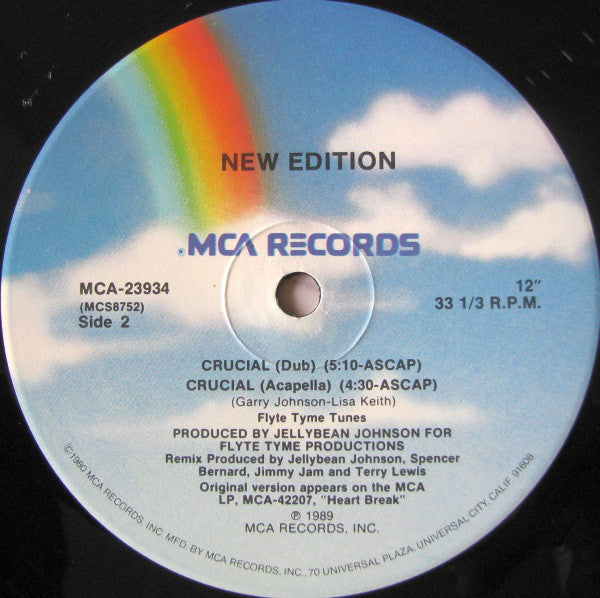 NEW EDITION
®MCA RECORDS
MCA-23934
(MCS8752)
Side 2
12"
33 1/3 R.P.M.
CRUCIAL (Dub) (5:10-ASCAP)
CRUCIAL (Acapella) (4:30-ASCAP)
(Garry Johnson-Lisa Keith)
Flyte Tyme Tunes
PRODUCED BY JELLYBEAN JOHNSON FOR
FLYTE TYME PRODUCTIONS
Remix Produced by Jellybean Johnson, Spencer
Bernard, Jimmy Jam and Terry Lewis
Original version appears on the MCA
LP, MCA-42207, "Heart Break"
℗ 1989
MCA RECORDS, INC.
©1980 MCA RECORDS, INC. MFD. BY MCA RECORDS, INC., 70 UNIVERSAL PLAZA, UNIVERSAL CITY, CALIF. 91608